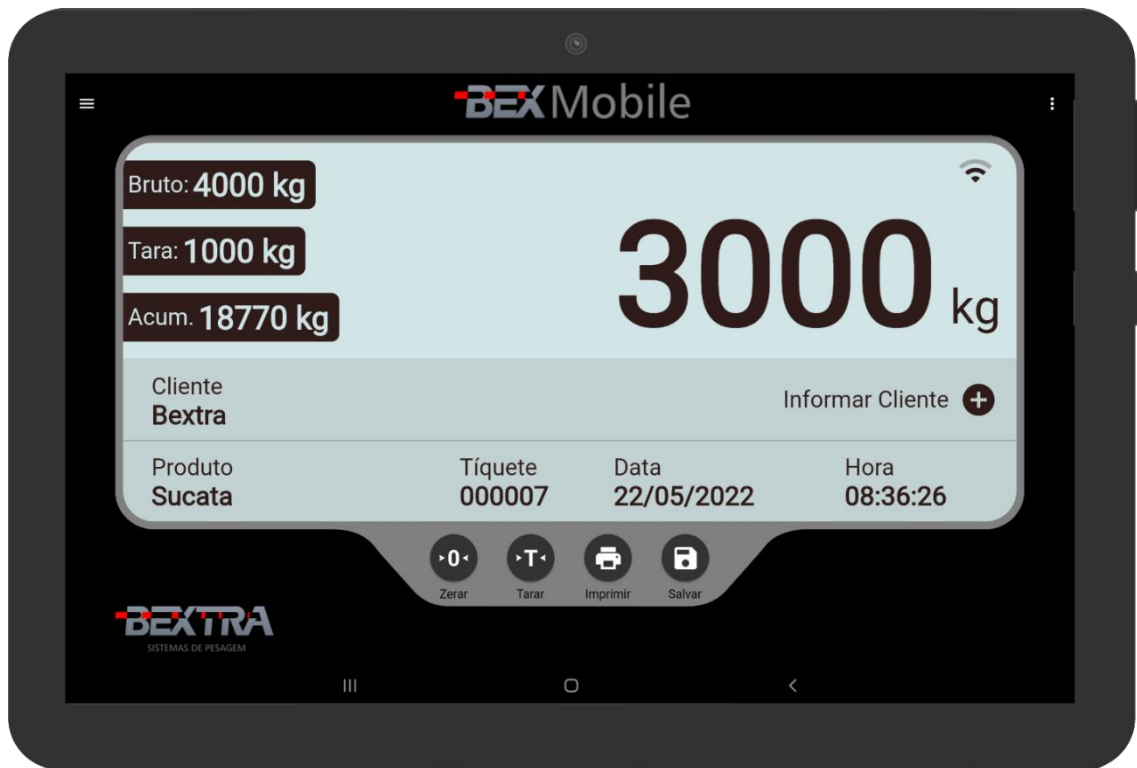 BEX Mobile
Bruto: 4000 kg
Tara: 1000 kg
Acum. 18770 kg
3000 kg
Cliente
Bextra
Informar Cliente
Produto
Sucata
Tíquete
000007
Data
22/05/2022
Hora
08:36:26
▸0◂
▸T◂
Zerar
Tarar
Imprimir
Salvar
BEXTRA
SISTEMAS DE PESAGEM